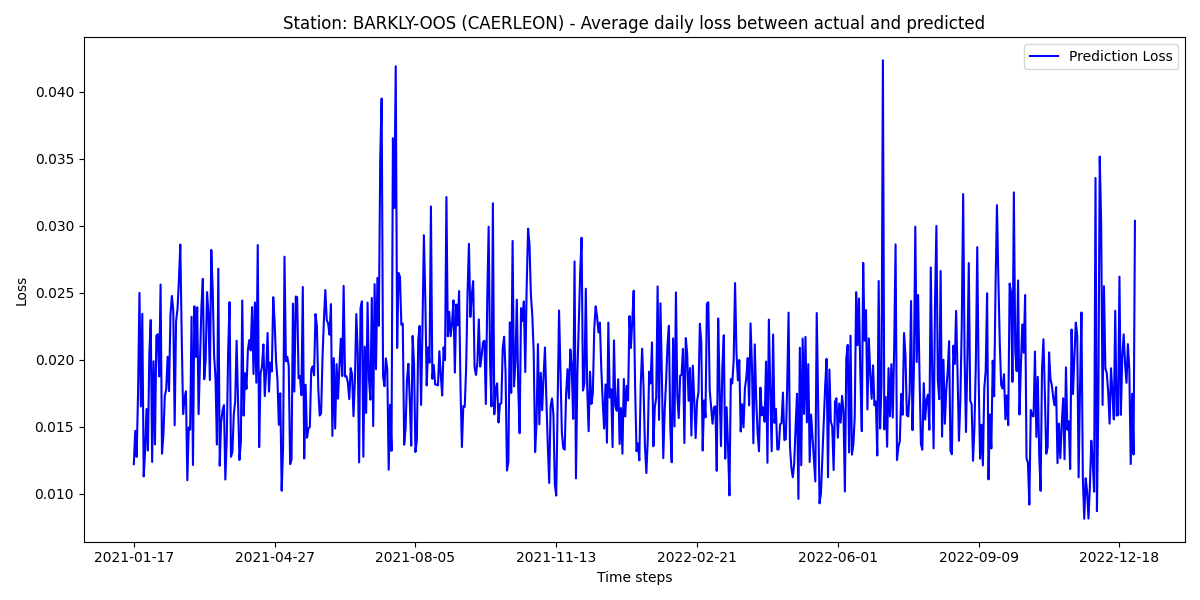 Station: BARKLY-OOS (CAERLEON) - Average daily loss between actual and predicted
Prediction Loss
0.040
0.035
0.030
0.025
0.020
0.015
0.010
Loss
2021-01-17 2021-04-27 2021-08-05 2021-11-13 2022-02-21 2022-06-01 2022-09-09 2022-12-18
Time steps